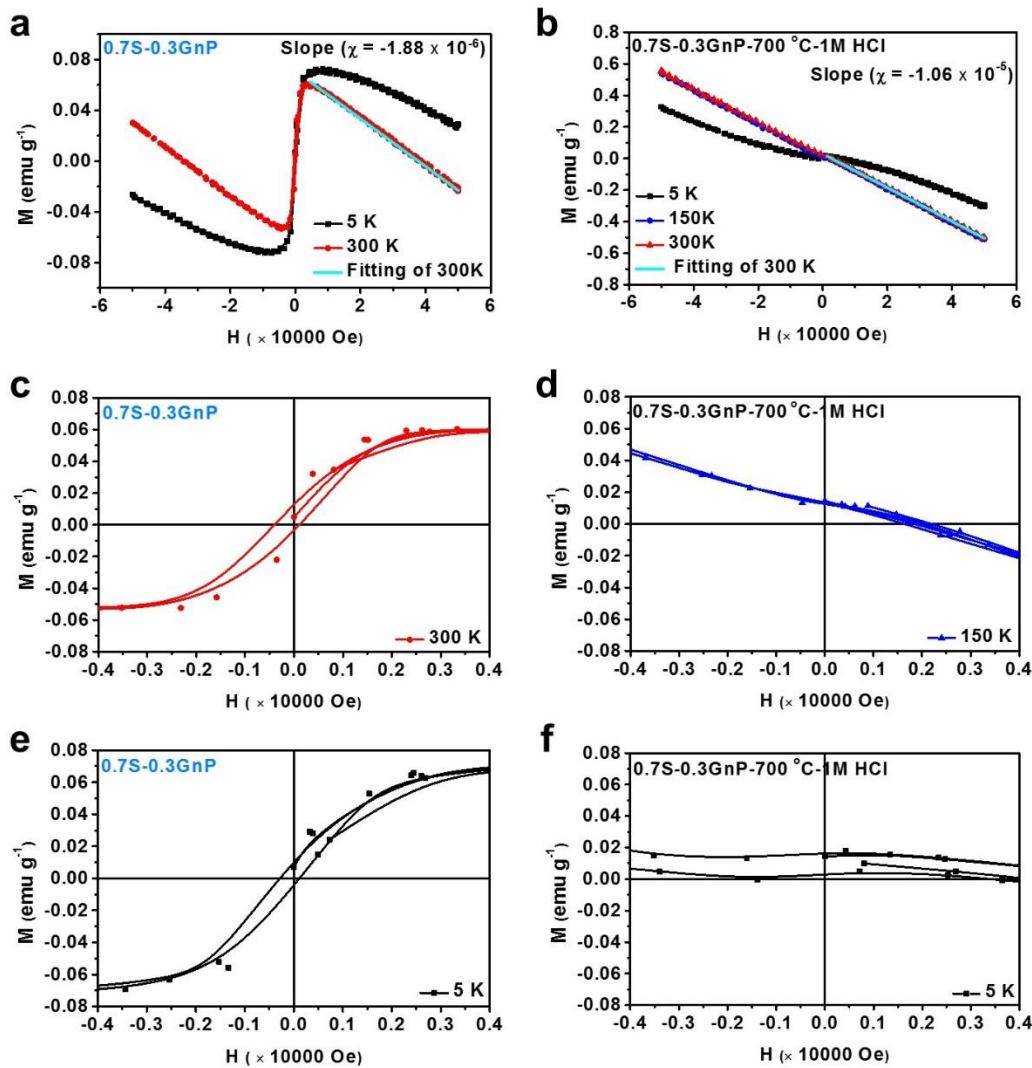 a
0.7S-0.3GnP
Slope (χ = -1.88 × 10-6)
M (emu g-1)
0.08
0.04
0.00
-0.04
-0.08
5 K
300 K
Fitting of 300K
-6 -4 -2 0 2 4 6
H ( × 10000 Oe)
b
0.7S-0.3GnP-700 °C-1M HCl
Slope (χ = -1.06 × 10-5)
M (emu g-1)
0.8
0.6
0.4
0.2
0.0
-0.2
-0.4
-0.6
-0.8
5 K
150K
300K
Fitting of 300 K
-6 -4 -2 0 2 4 6
H ( × 10000 Oe)
c
0.7S-0.3GnP
M (emu g-1)
0.08
0.06
0.04
0.02
0.00
-0.02
-0.04
-0.06
-0.08
300 K
-0.4 -0.3 -0.2 -0.1 0.0 0.1 0.2 0.3 0.4
H ( × 10000 Oe)
d
0.7S-0.3GnP-700 °C-1M HCl
M (emu g-1)
0.08
0.06
0.04
0.02
0.00
-0.02
-0.04
-0.06
-0.08
150 K
-0.4 -0.3 -0.2 -0.1 0.0 0.1 0.2 0.3 0.4
H ( × 10000 Oe)
e
0.7S-0.3GnP
M (emu g-1)
0.08
0.06
0.04
0.02
0.00
-0.02
-0.04
-0.06
-0.08
5 K
-0.4 -0.3 -0.2 -0.1 0.0 0.1 0.2 0.3 0.4
H ( × 10000 Oe)
f
0.7S-0.3GnP-700 °C-1M HCl
M (emu g-1)
0.08
0.06
0.04
0.02
0.00
-0.02
-0.04
-0.06
-0.08
5 K
-0.4 -0.3 -0.2 -0.1 0.0 0.1 0.2 0.3 0.4
H ( × 10000 Oe)